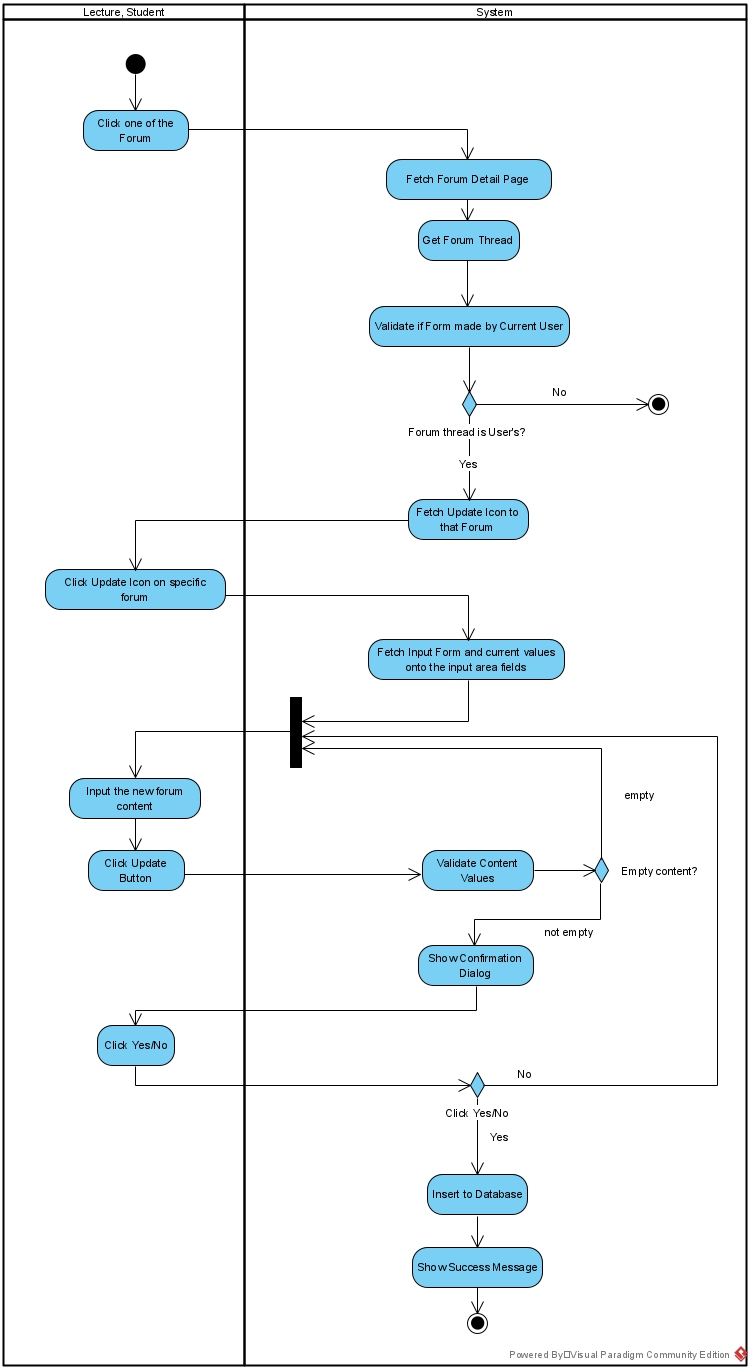 Lecture, Student
System
Click one of the
Forum
Fetch Forum Detail Page
Get Forum Thread
Validate if Form made by Current User
No
Forum thread is User's?
Yes
Fetch Update Icon to
that Forum
Click Update Icon on specific
forum
Fetch Input Form and current values
onto the input area fields
Input the new forum
content
empty
Click Update
Button
Validate Content
Values
Empty content?
not empty
Show Confirmation
Dialog
Click Yes/No
No
Click Yes/No
Yes
Insert to Database
Show Success Message
Powered By□Visual Paradigm Community Edition